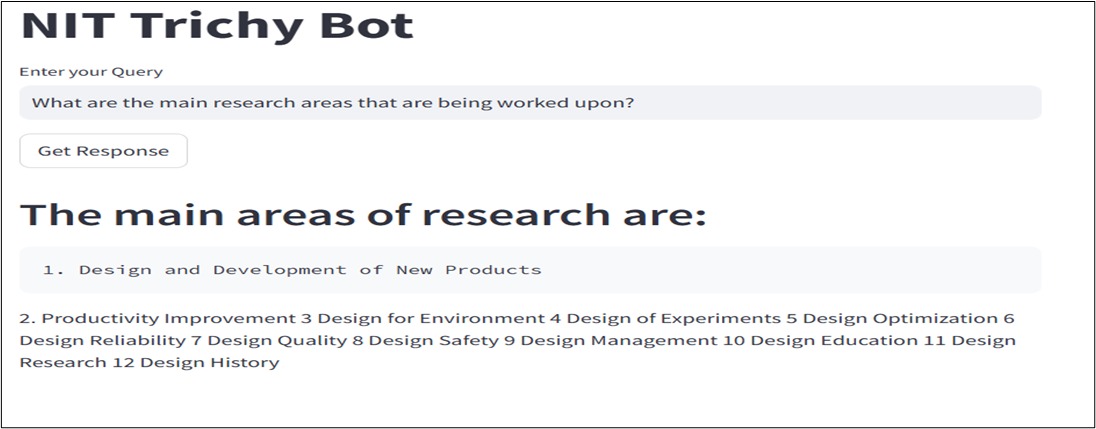 NIT Trichy Bot
Enter your Query
What are the main research areas that are being worked upon?
Get Response
The main areas of research are:
1. Design and Development of New Products
2. Productivity Improvement 3 Design for Environment 4 Design of Experiments 5 Design Optimization 6
Design Reliability 7 Design Quality 8 Design Safety 9 Design Management 10 Design Education 11 Design
Research 12 Design History